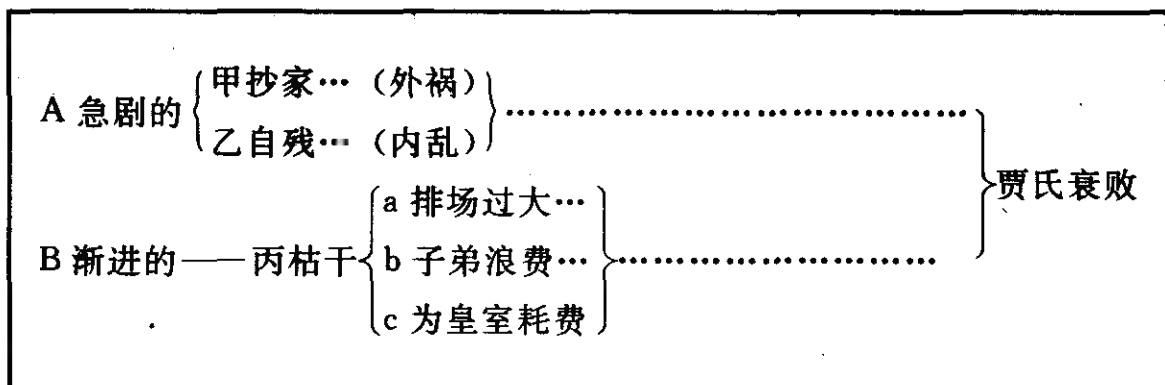 甲抄家…（外祸）
A 急剧的
乙自残…（内乱）
贾氏衰败
a 排场过大…
B 渐进的——丙枯干 b 子弟浪费…
c 为皇室耗费